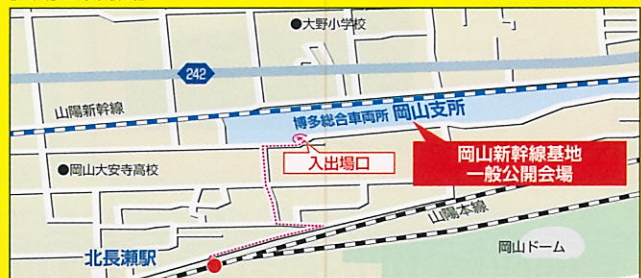 ●大野小学校
242
山陽新幹線
博多総合車両所 岡山支所
入出場口
岡山新幹線基地
一般公開会場
●岡山大安寺高校
山陽本線
北長瀬駅
岡山ドーム